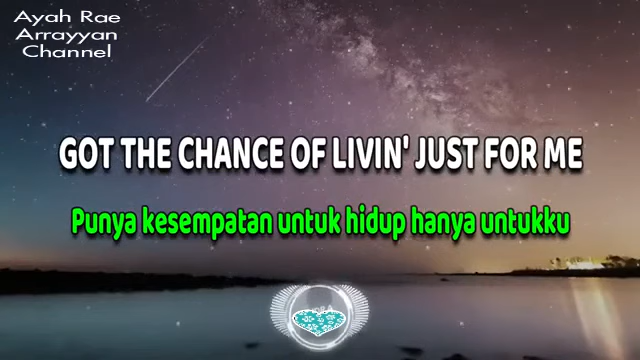 Ayah Rae
Arrayyan
Channel
GOT THE CHANCE OF LIVIN' JUST FOR ME
Punya kesempatan untuk hidup hanya untukku